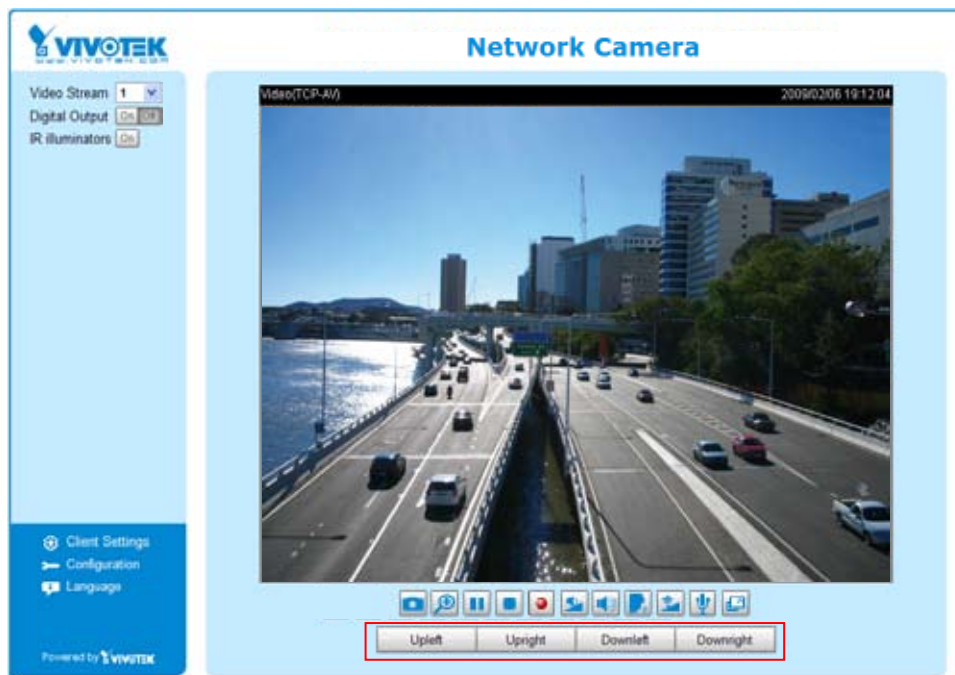 VIVOTEK
www.vivotek.com
Network Camera
Video Stream 1
Digital Output On Off
IR illuminators On
Video(TCP-AV)
2009/02/06 19:12:04
Client Settings
Configuration
Language
Powered by VIVOTEK
Upleft
Upright
Downleft
Downright